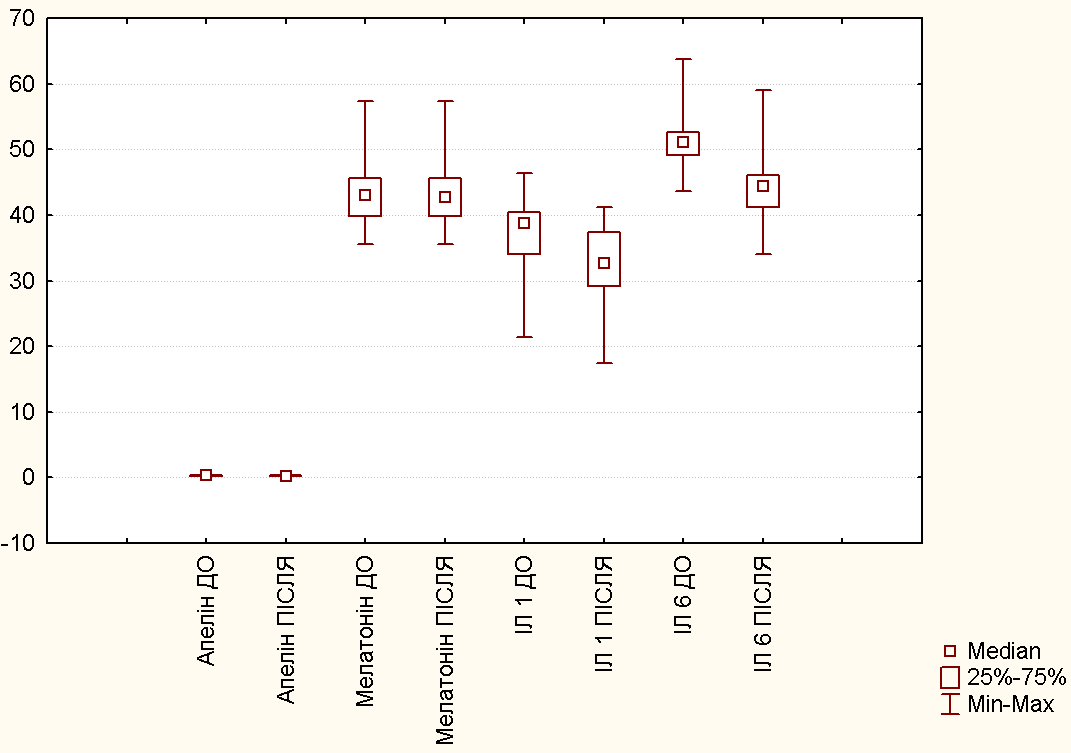 70
60
50
40
30
20
10
0
-10
Апелін ДО
Апелін ПІСЛЯ
Мелатонін ДО
Мелатонін ПІСЛЯ
ІЛ 1 ДО
ІЛ 1 ПІСЛЯ
ІЛ 6 ДО
ІЛ 6 ПІСЛЯ
Median
25%-75%
Min-Max